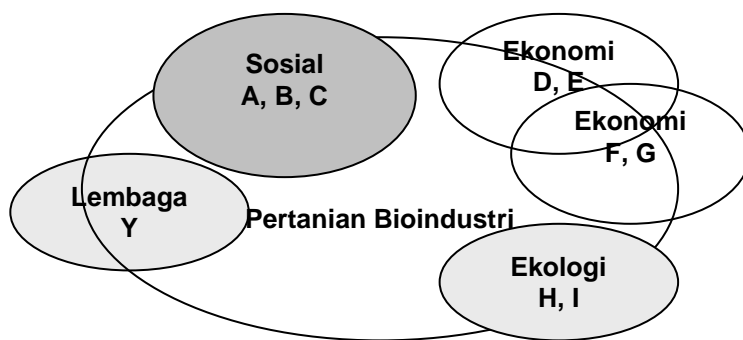 Sosial
A, B, C
Ekonomi
D, E
Ekonomi
F, G
Lembaga
Y
Pertanian Bioindustri
Ekologi
H, I